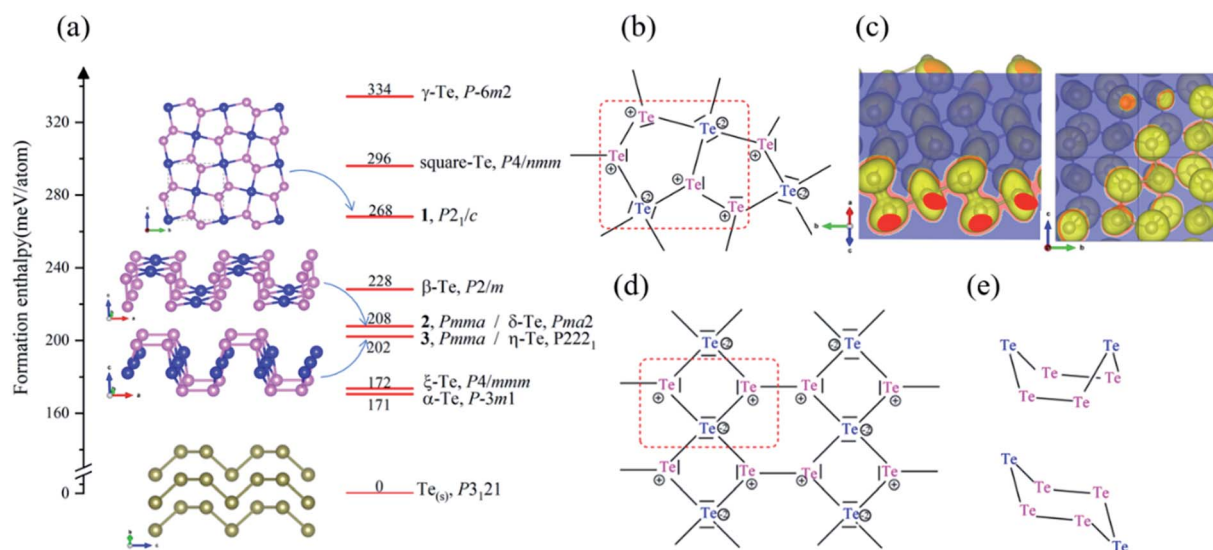 (a)
Formation enthalpy(meV/atom)
320
280
240
200
160
0
334 γ-Te, P-6m2
296 square-Te, P4/nmm
268 1, P2₁/c
228 β-Te, P2/m
208 2, Pmma / δ-Te, Pma2
3, Pmma / η-Te, P222₁
202
172 ξ-Te, P4/mmm
α-Te, P-3m1
171
0 Te(s), P3₁21
c
b
c
a
c
a
b
c
(b)
Te Te
Te Te
Te
Te Te Te
(c)
a
b
c
c
b
(d)
Te Te
Te Te Te Te
Te Te
Te Te Te Te
Te Te
(e)
Te Te
Te Te
Te Te
Te
Te Te
Te Te
Te